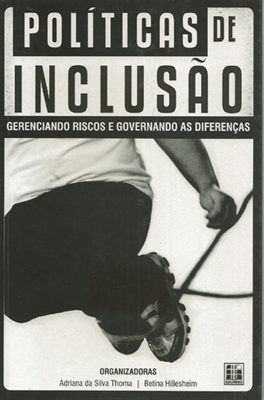 POLÍTICAS DE
INCLUSÃO
GERENCIANDO RISCOS E GOVERNANDO AS DIFERENÇAS
ORGANIZADORAS
Adriana da Silva Thoma | Betina Hillesheim